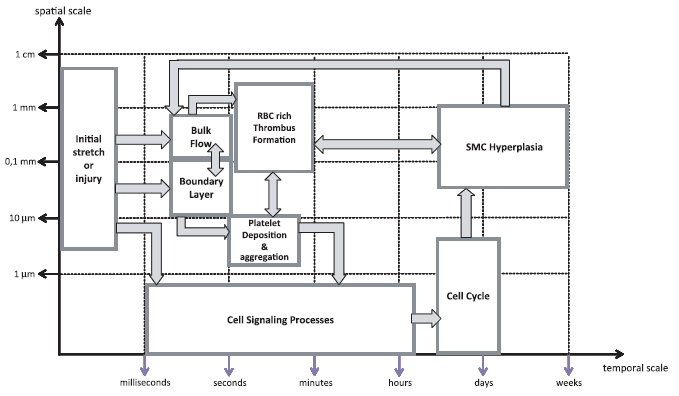 spatial scale
1 cm
1 mm
0,1 mm
10 µm
1 µm
Initial
stretch
or
injury
Bulk
Flow
Boundary
Layer
RBC rich
Thrombus
Formation
Platelet
Deposition
&
aggregation
SMC Hyperplasia
Cell Signaling Processes
Cell Cycle
temporal scale
milliseconds
seconds
minutes
hours
days
weeks